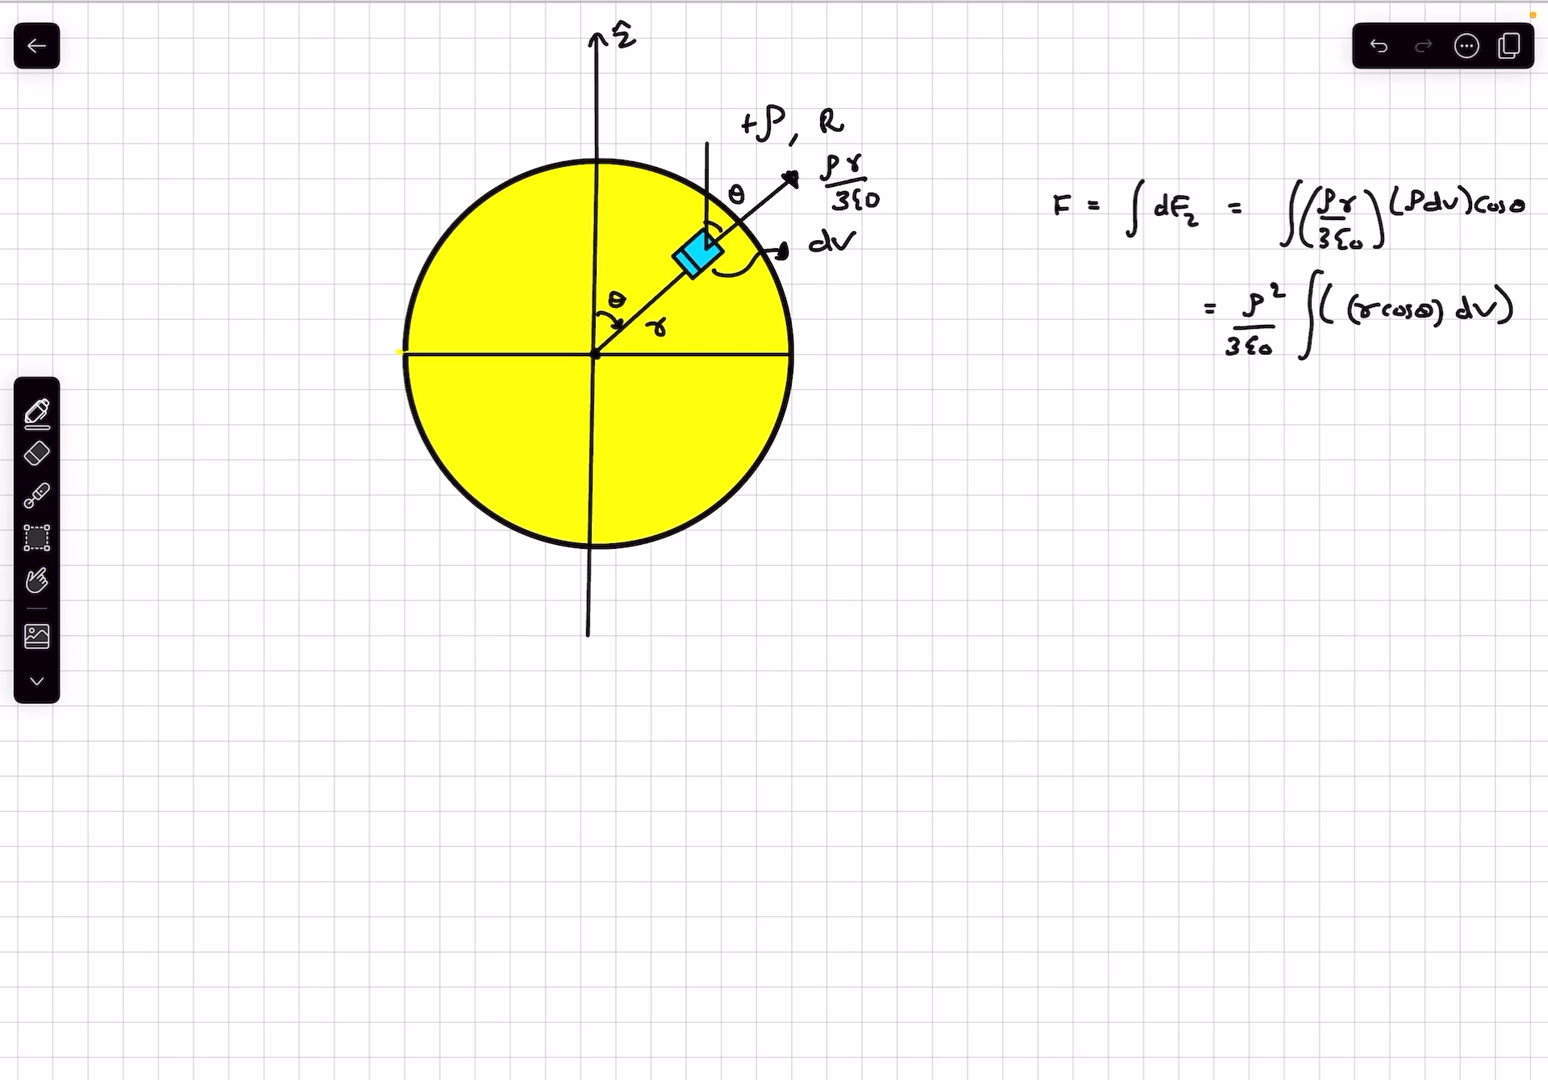 ẑ
+ρ, R
ρr/3ε0
θ
dv
θ
r
F = ∫ dFz = ∫(ρr/3ε0)(ρdv)cosθ
= ρ²/3ε0 ∫( (rcosθ) dv)